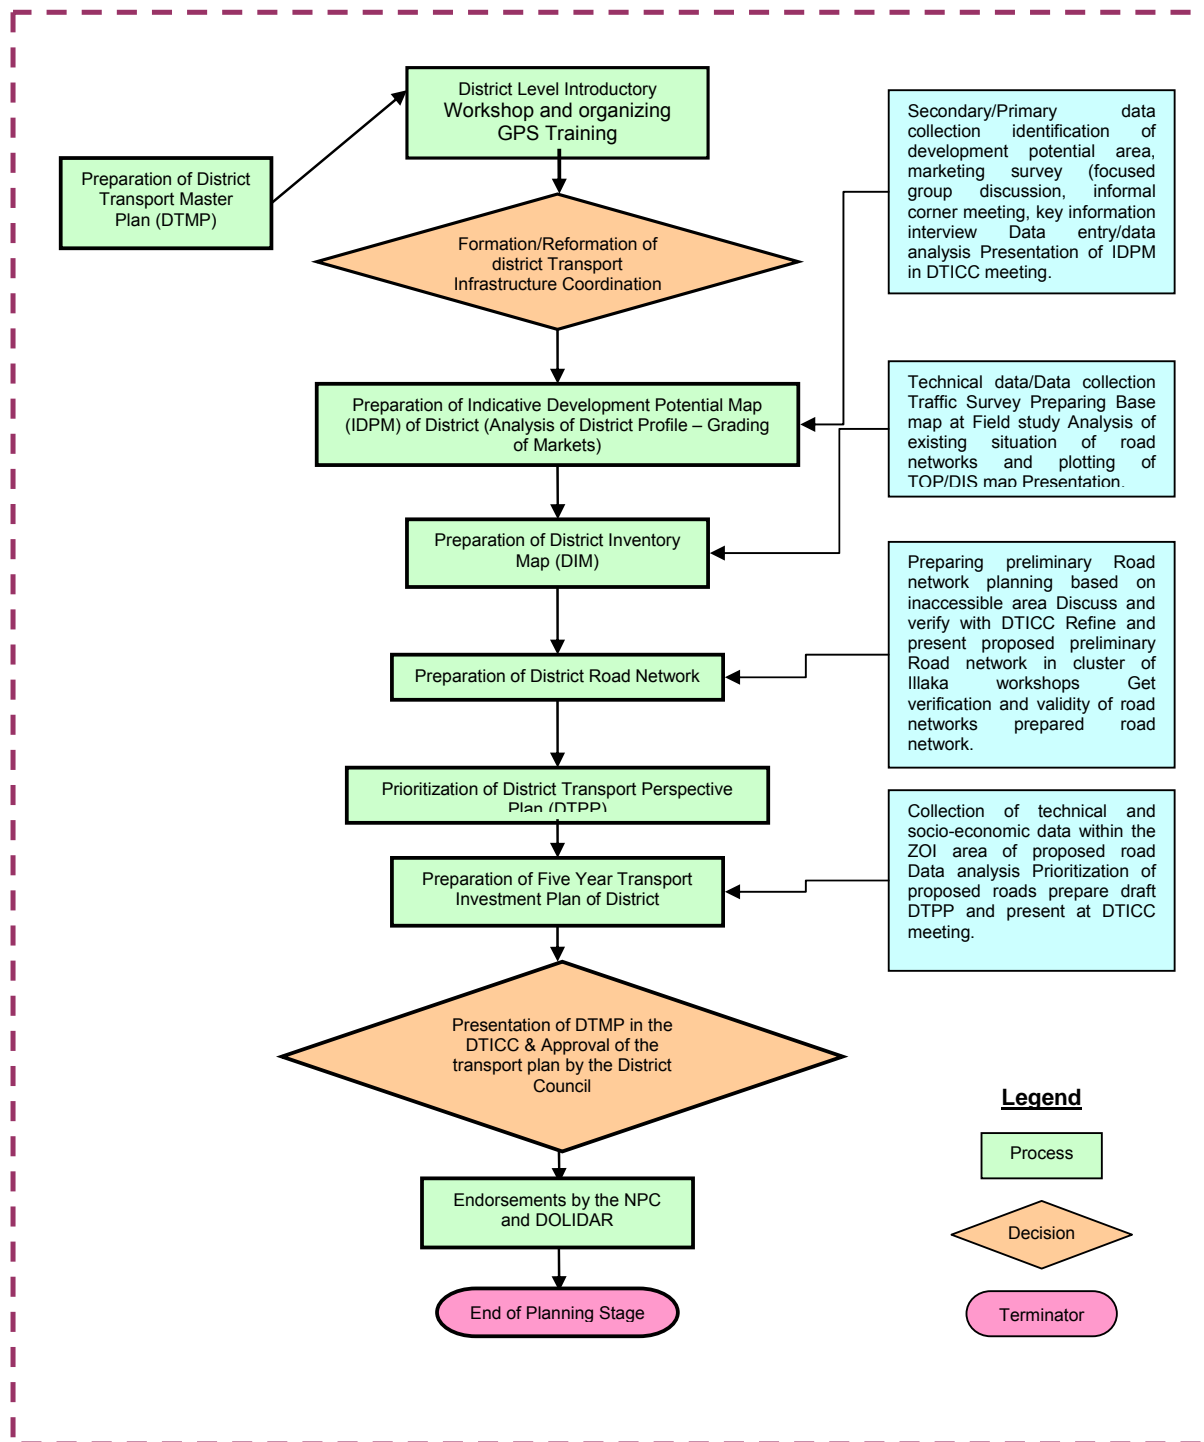 District Level Introductory
Workshop and organizing
GPS Training
Preparation of District
Transport Master
Plan (DTMP)
Secondary/Primary data
collection identification of
development potential area,
marketing survey (focused
group discussion, informal
corner meeting, key information
interview Data entry/data
analysis Presentation of IDPM
in DTICC meeting.
Formation/Reformation of
district Transport
Infrastructure Coordination
Preparation of Indicative Development Potential Map
(IDPM) of District (Analysis of District Profile – Grading
of Markets)
Technical data/Data collection
Traffic Survey Preparing Base
map at Field study Analysis of
existing situation of road
networks and plotting of
TOP/DIS map Presentation.
Preparation of District Inventory
Map (DIM)
Preparing preliminary Road
network planning based on
inaccessible area Discuss and
verify with DTICC Refine and
present proposed preliminary
Road network in cluster of
Illaka workshops Get
verification and validity of road
networks prepared road
network.
Preparation of District Road Network
Prioritization of District Transport Perspective
Plan (DTPP)
Collection of technical and
socio-economic data within the
ZOI area of proposed road
Data analysis Prioritization of
proposed roads prepare draft
DTPP and present at DTICC
meeting.
Preparation of Five Year Transport
Investment Plan of District
Presentation of DTMP in the
DTICC & Approval of the
transport plan by the District
Council
Endorsements by the NPC
and DOLIDAR
End of Planning Stage
Legend
Process
Decision
Terminator